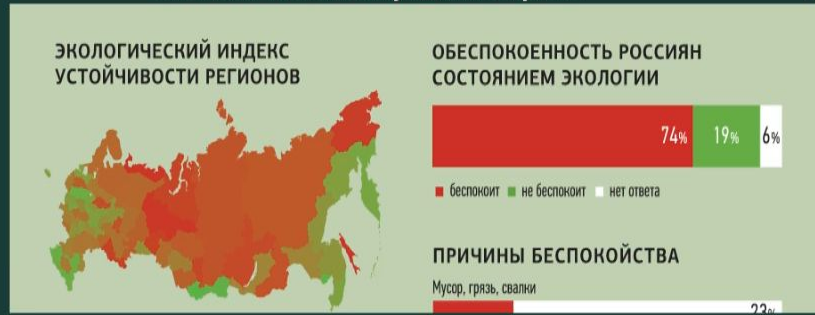 ЭКОЛОГИЧЕСКИЙ ИНДЕКС
УСТОЙЧИВОСТИ РЕГИОНОВ
ОБЕСПОКОЕННОСТЬ РОССИЯН
СОСТОЯНИЕМ ЭКОЛОГИИ
74% 19% 6%
беспокоит не беспокоит нет ответа
ПРИЧИНЫ БЕСПОКОЙСТВА
Мусор, грязь, свалки
23%